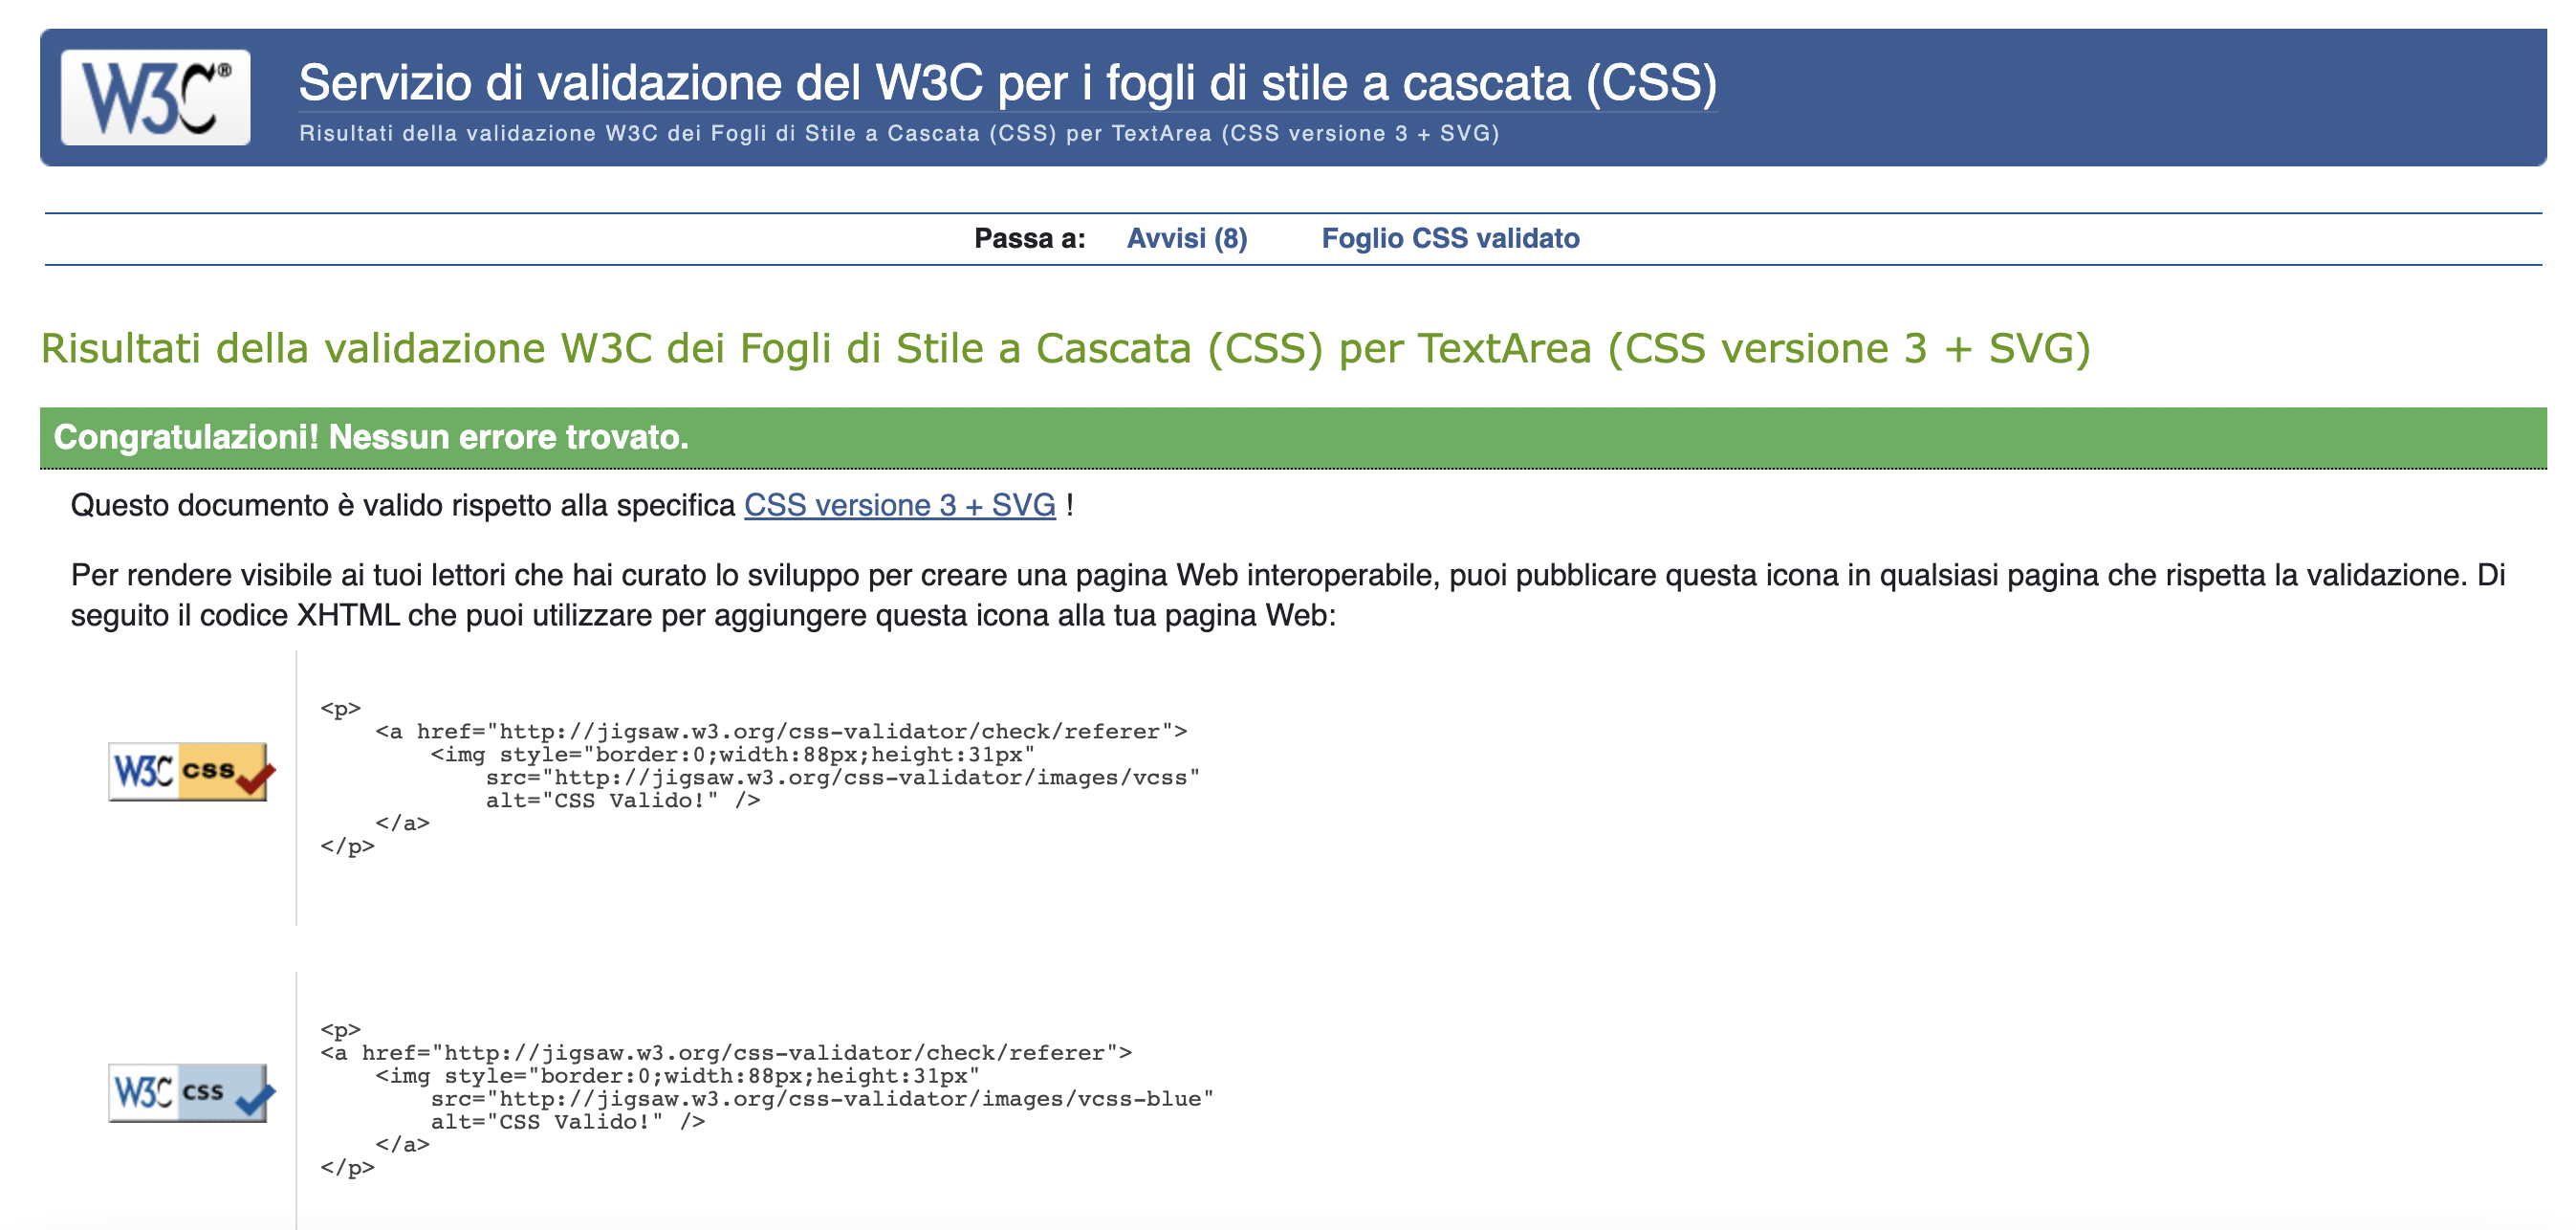 W3C®
Servizio di validazione del W3C per i fogli di stile a cascata (CSS)
Risultati della validazione W3C dei Fogli di Stile a Cascata (CSS) per TextArea (CSS versione 3 + SVG)
Passa a: Avvisi (8) Foglio CSS validato
Risultati della validazione W3C dei Fogli di Stile a Cascata (CSS) per TextArea (CSS versione 3 + SVG)
Congratulazioni! Nessun errore trovato.
Questo documento è valido rispetto alla specifica CSS versione 3 + SVG !
Per rendere visibile ai tuoi lettori che hai curato lo sviluppo per creare una pagina Web interoperabile, puoi pubblicare questa icona in qualsiasi pagina che rispetta la validazione. Di
seguito il codice XHTML che puoi utilizzare per aggiungere questa icona alla tua pagina Web:
W3C css
<p>
<a href="http://jigsaw.w3.org/css-validator/check/referer">
<img style="border:0;width:88px;height:31px"
src="http://jigsaw.w3.org/css-validator/images/vcss"
alt="CSS Valido!" />
</a>
</p>
W3C css
<p>
<a href="http://jigsaw.w3.org/css-validator/check/referer">
<img style="border:0;width:88px;height:31px"
src="http://jigsaw.w3.org/css-validator/images/vcss-blue"
alt="CSS Valido!" />
</a>
</p>